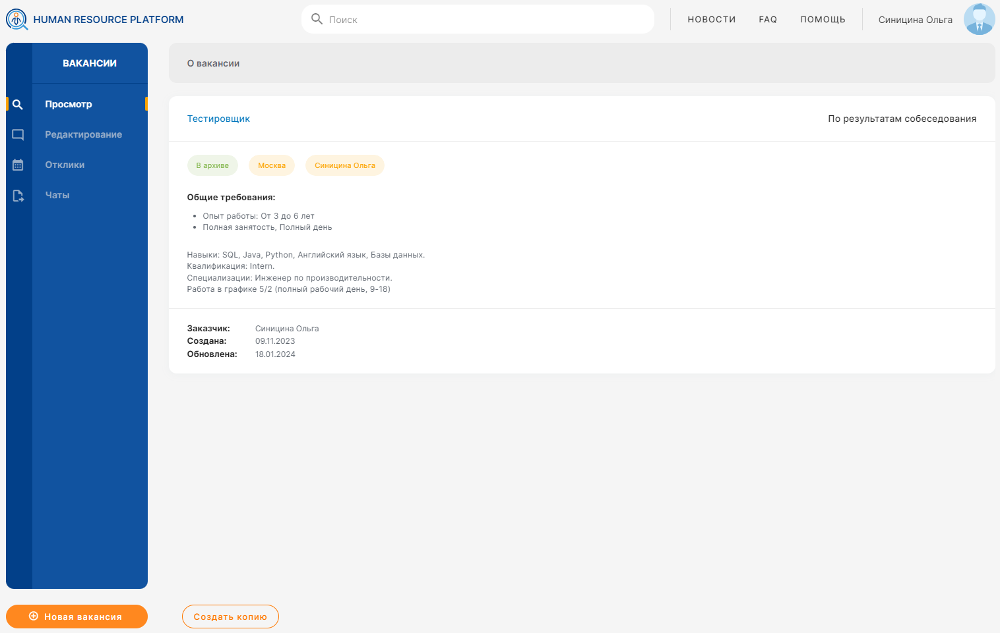 HUMAN RESOURCE PLATFORM
Поиск
НОВОСТИ
FAQ
ПОМОЩЬ
Синицина Ольга
ВАКАНСИИ
Просмотр
Редактирование
Отклики
Чаты
О вакансии
Тестировщик
По результатам собеседования
В архиве
Москва
Синицина Ольга
Общие требования:
• Опыт работы: От 3 до 6 лет
• Полная занятость, Полный день
Навыки: SQL, Java, Python, Английский язык, Базы данных.
Квалификация: Intern.
Специализации: Инженер по производительности.
Работа в графике 5/2 (полный рабочий день, 9-18)
Заказчик: Синицина Ольга
Создана: 09.11.2023
Обновлена: 18.01.2024
Новая вакансия
Создать копию